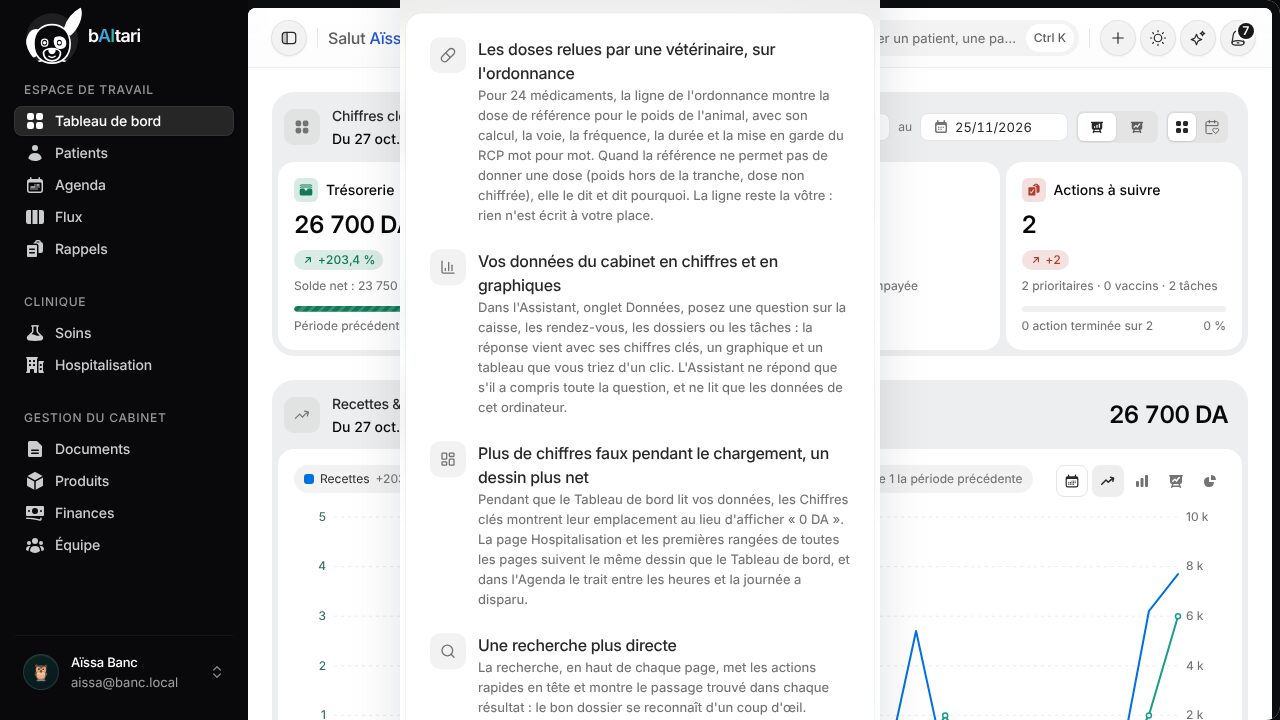 bAItari
ESPACE DE TRAVAIL
Tableau de bord
Patients
Agenda
Flux
Rappels
CLINIQUE
Soins
Hospitalisation
GESTION DU CABINET
Documents
Produits
Finances
Équipe
Aïssa Banc
aissa@banc.local
Salut Aïss
er un patient, une pa...
Ctrl K
7
Chiffres cl
Du 27 oct.
au
25/11/2026
Trésorerie
26 700 DA
+203,4 %
Solde net : 23 750
Période précédent
mpayée
Actions à suivre
2
+2
2 prioritaires · 0 vaccins · 2 tâches
0 action terminée sur 2
0 %
Recettes &
Du 27 oct.
26 700 DA
Recettes +20
e 1 la période précédente
5
4
3
2
1
10 k
8 k
6 k
4 k
2 k
Les doses relues par une vétérinaire, sur
l'ordonnance
Pour 24 médicaments, la ligne de l'ordonnance montre la
dose de référence pour le poids de l'animal, avec son
calcul, la voie, la fréquence, la durée et la mise en garde du
RCP mot pour mot. Quand la référence ne permet pas de
donner une dose (poids hors de la tranche, dose non
chiffrée), elle le dit et dit pourquoi. La ligne reste la vôtre :
rien n'est écrit à votre place.
Vos données du cabinet en chiffres et en
graphiques
Dans l'Assistant, onglet Données, posez une question sur la
caisse, les rendez-vous, les dossiers ou les tâches : la
réponse vient avec ses chiffres clés, un graphique et un
tableau que vous triez d'un clic. L'Assistant ne répond que
s'il a compris toute la question, et ne lit que les données de
cet ordinateur.
Plus de chiffres faux pendant le chargement, un
dessin plus net
Pendant que le Tableau de bord lit vos données, les Chiffres
clés montrent leur emplacement au lieu d'afficher « 0 DA ».
La page Hospitalisation et les premières rangées de toutes
les pages suivent le même dessin que le Tableau de bord, et
dans l'Agenda le trait entre les heures et la journée a
disparu.
Une recherche plus directe
La recherche, en haut de chaque page, met les actions
rapides en tête et montre le passage trouvé dans chaque
résultat : le bon dossier se reconnaît d'un coup d'œil.